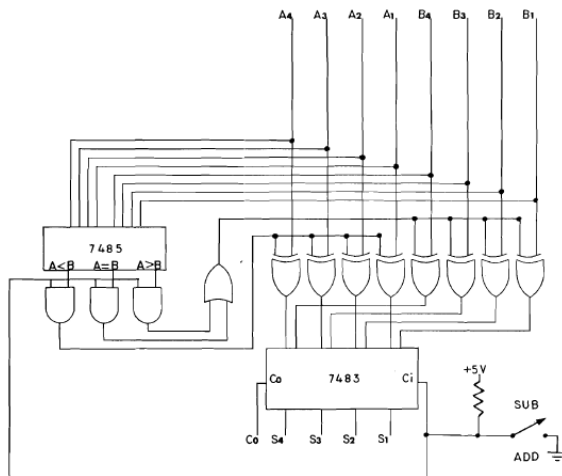 A4 A3 A2 A1 B4 B3 B2 B1
7485
A<B A=B A>B
Co 7483 Ci
+5V
SUB
Co S4 S3 S2 S1
ADD